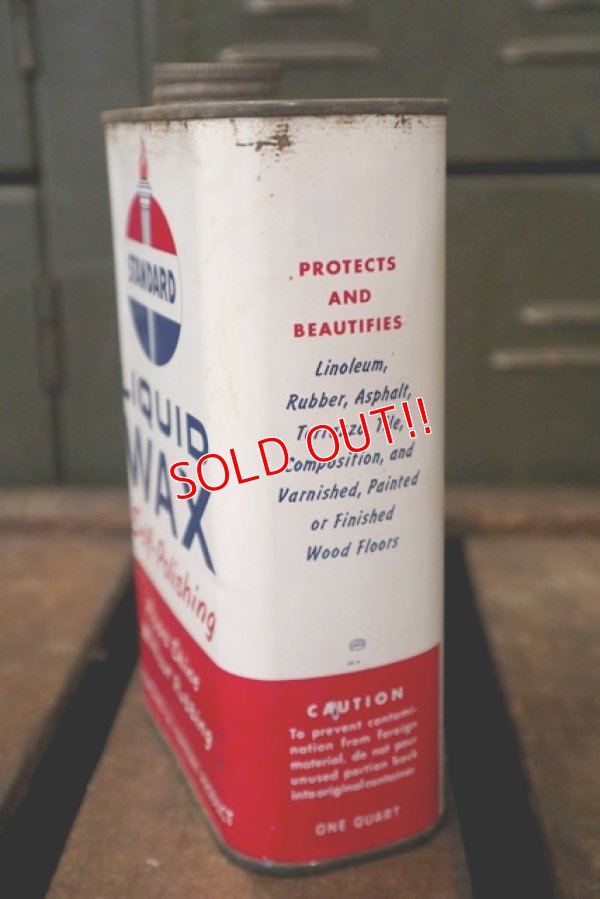 STANDARD
LIQUID
WAX
Self-Polishing
PROTECTS
AND
BEAUTIFIES
Linoleum,
Rubber, Asphalt,
Terrazzo, Tile,
Composition, and
Varnished, Painted
or Finished
Wood Floors
SOLD OUT!!
CAUTION
To prevent contami-
nation from foreign
material, do not pour
unused portion back
into original container
ONE QUART